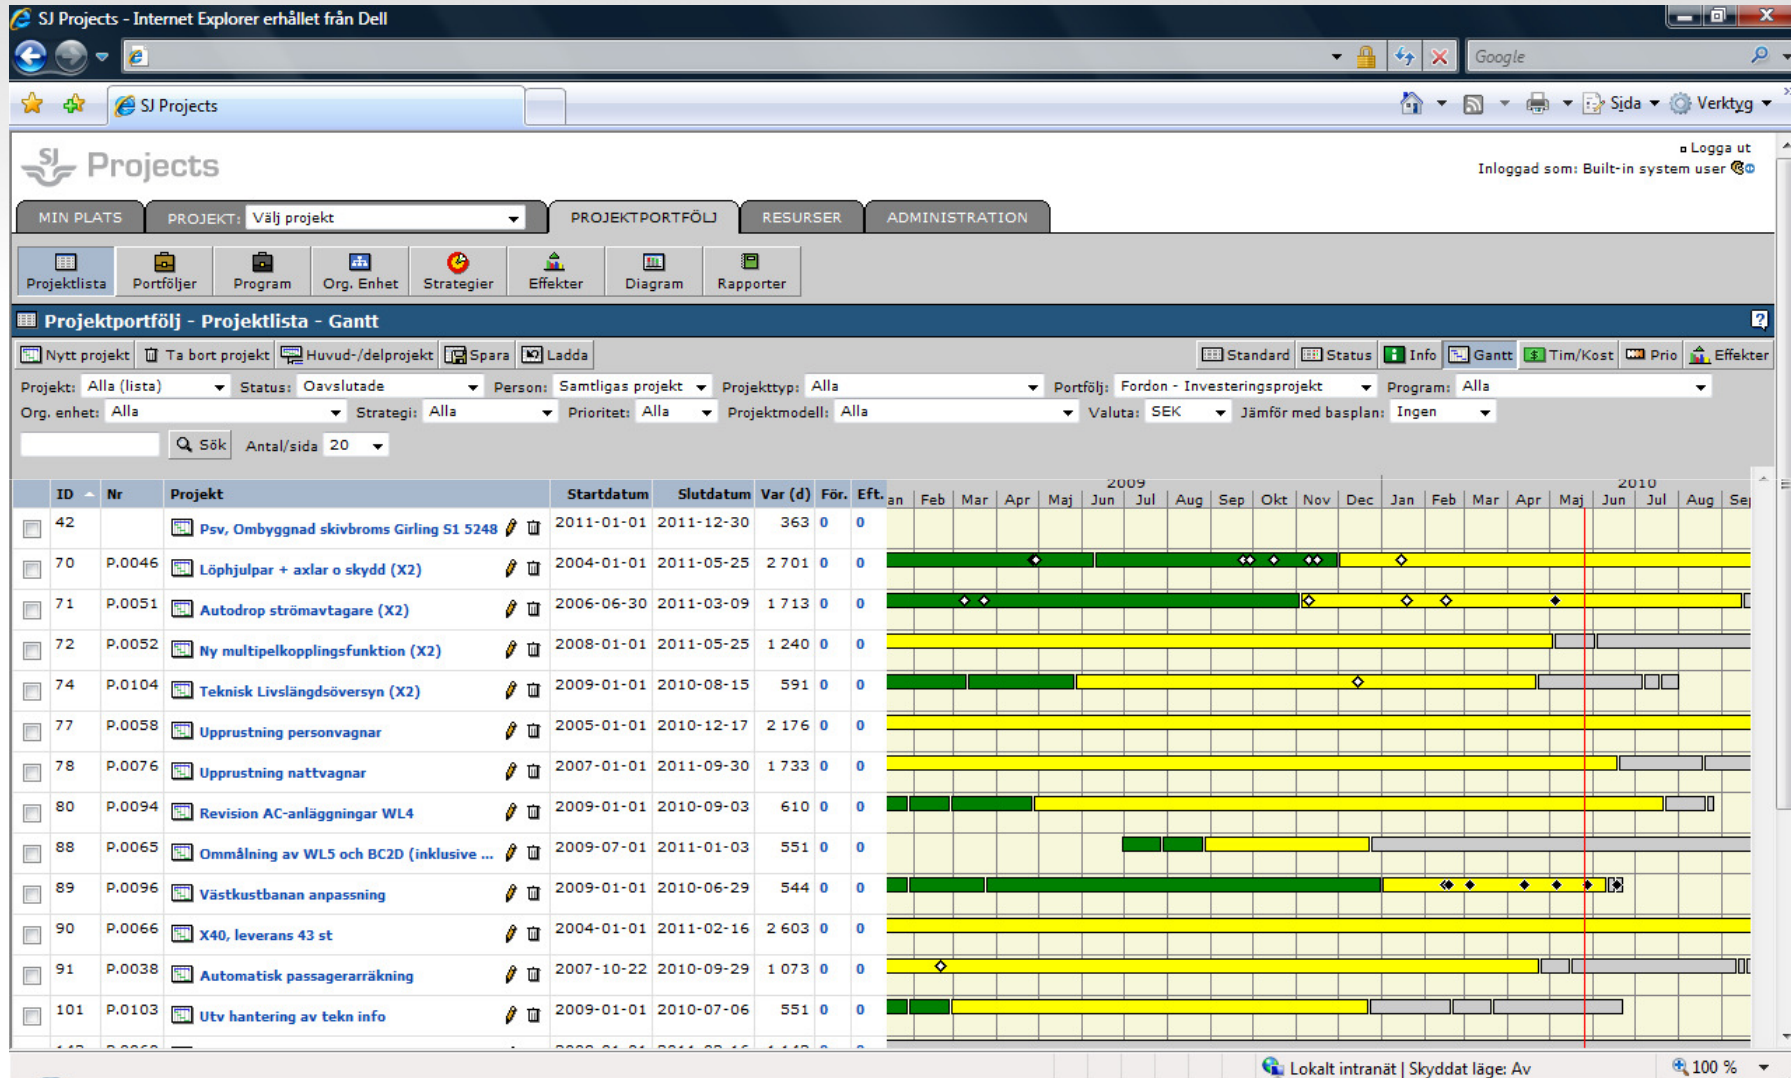 SJ Projects - Internet Explorer erhållet från Dell
Google
SJ Projects
Sida Verktyg
SJ Projects
Logga ut
Inloggad som: Built-in system user
MIN PLATS PROJEKT: Välj projekt PROJEKTPORTFÖLJ RESURSER ADMINISTRATION
Projektlista Portföljer Program Org. Enhet Strategier Effekter Diagram Rapporter
Projektportfölj - Projektlista - Gantt
Nytt projekt Ta bort projekt Huvud-/delprojekt Spara Ladda Standard Status Info Gantt Tim/Kost Prio Effekter
Projekt: Alla (lista) Status: Oavslutade Person: Samtligas projekt Projekttyp: Alla Portfölj: Fordon - Investeringsprojekt Program: Alla
Org. enhet: Alla Strategi: Alla Prioritet: Alla Projektmodell: Alla Valuta: SEK Jämför med basplan: Ingen
Sök Antal/sida 20
2009 2010
ID Nr Projekt Startdatum Slutdatum Var (d) För. Eft. an Feb Mar Apr Maj Jun Jul Aug Sep Okt Nov Dec Jan Feb Mar Apr Maj Jun Jul Aug Sep
42 Psv, Ombyggnad skivbroms Girling S1 5248 2011-01-01 2011-12-30 363 0 0
70 P.0046 Löphjulpar + axlar o skydd (X2) 2004-01-01 2011-05-25 2 701 0 0
71 P.0051 Autodrop strömavtagare (X2) 2006-06-30 2011-03-09 1 713 0 0
72 P.0052 Ny multipelkopplingsfunktion (X2) 2008-01-01 2011-05-25 1 240 0 0
74 P.0104 Teknisk Livslängdsöversyn (X2) 2009-01-01 2010-08-15 591 0 0
77 P.0058 Upprustning personvagnar 2005-01-01 2010-12-17 2 176 0 0
78 P.0076 Upprustning nattvagnar 2007-01-01 2011-09-30 1 733 0 0
80 P.0094 Revision AC-anläggningar WL4 2009-01-01 2010-09-03 610 0 0
88 P.0065 Ommålning av WL5 och BC2D (inklusive ... 2009-07-01 2011-01-03 551 0 0
89 P.0096 Västkustbanan anpassning 2009-01-01 2010-06-29 544 0 0
90 P.0066 X40, leverans 43 st 2004-01-01 2011-02-16 2 603 0 0
91 P.0038 Automatisk passagerarräkning 2007-10-22 2010-09-29 1 073 0 0
101 P.0103 Utv hantering av tekn info 2009-01-01 2010-07-06 551 0 0
Lokalt intranät | Skyddat läge: Av 100 %